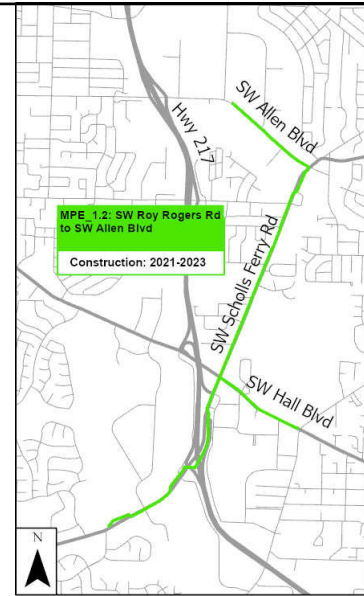 SW Allen Blvd
Hwy 217
MPE_1.2: SW Roy Rogers Rd
to SW Allen Blvd
Construction: 2021-2023
SW Scholls Ferry Rd
SW Hall Blvd
N